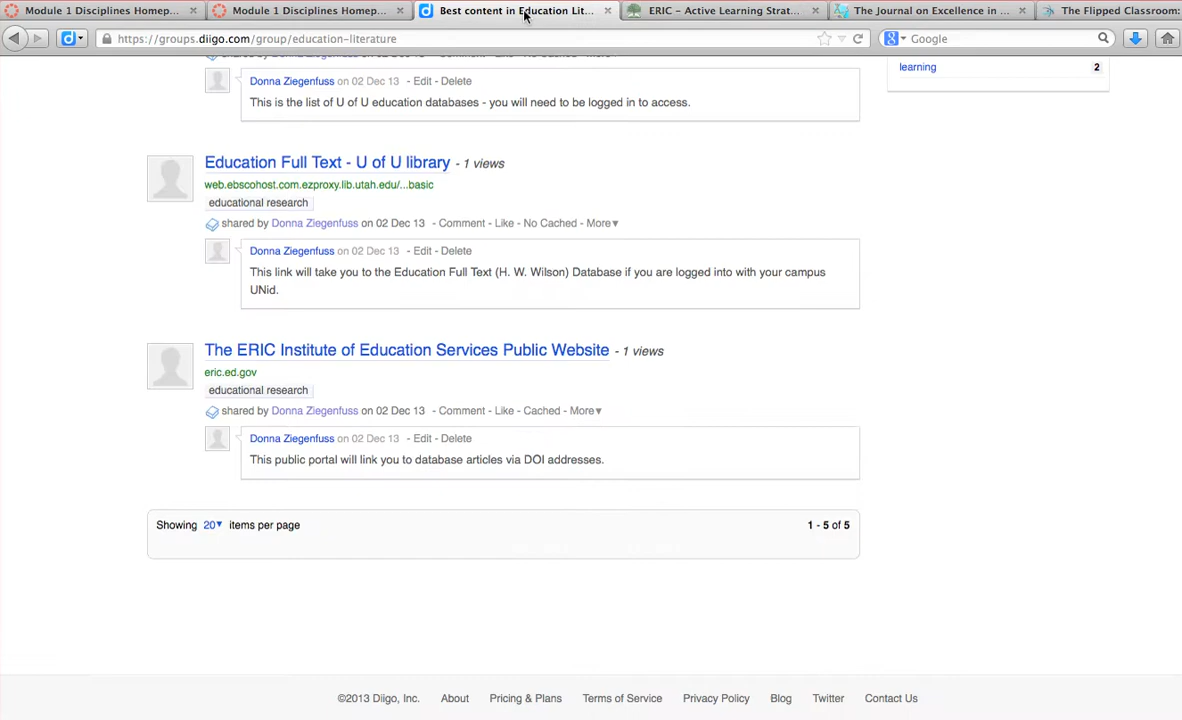 Module 1 Disciplines Homep... × Module 1 Disciplines Homep... × Best content in Education Lit... × ERIC – Active Learning Strat... × The Journal on Excellence in ... × The Flipped Classroom:
https://groups.diigo.com/group/education-literature Google
learning 2
Donna Ziegenfuss on 02 Dec 13 - Edit - Delete
This is the list of U of U education databases - you will need to be logged in to access.
Education Full Text - U of U library - 1 views
web.ebscohost.com.ezproxy.lib.utah.edu/...basic
educational research
shared by Donna Ziegenfuss on 02 Dec 13 - Comment - Like - No Cached - More▾
Donna Ziegenfuss on 02 Dec 13 - Edit - Delete
This link will take you to the Education Full Text (H. W. Wilson) Database if you are logged into with your campus
UNid.
The ERIC Institute of Education Services Public Website - 1 views
eric.ed.gov
educational research
shared by Donna Ziegenfuss on 02 Dec 13 - Comment - Like - Cached - More▾
Donna Ziegenfuss on 02 Dec 13 - Edit - Delete
This public portal will link you to database articles via DOI addresses.
Showing 20▾ items per page 1 - 5 of 5
©2013 Diigo, Inc. About Pricing & Plans Terms of Service Privacy Policy Blog Twitter Contact Us